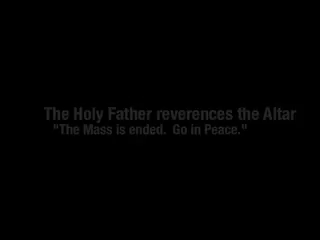 The Holy Father reverences the Altar
"The Mass is ended.  Go in Peace."